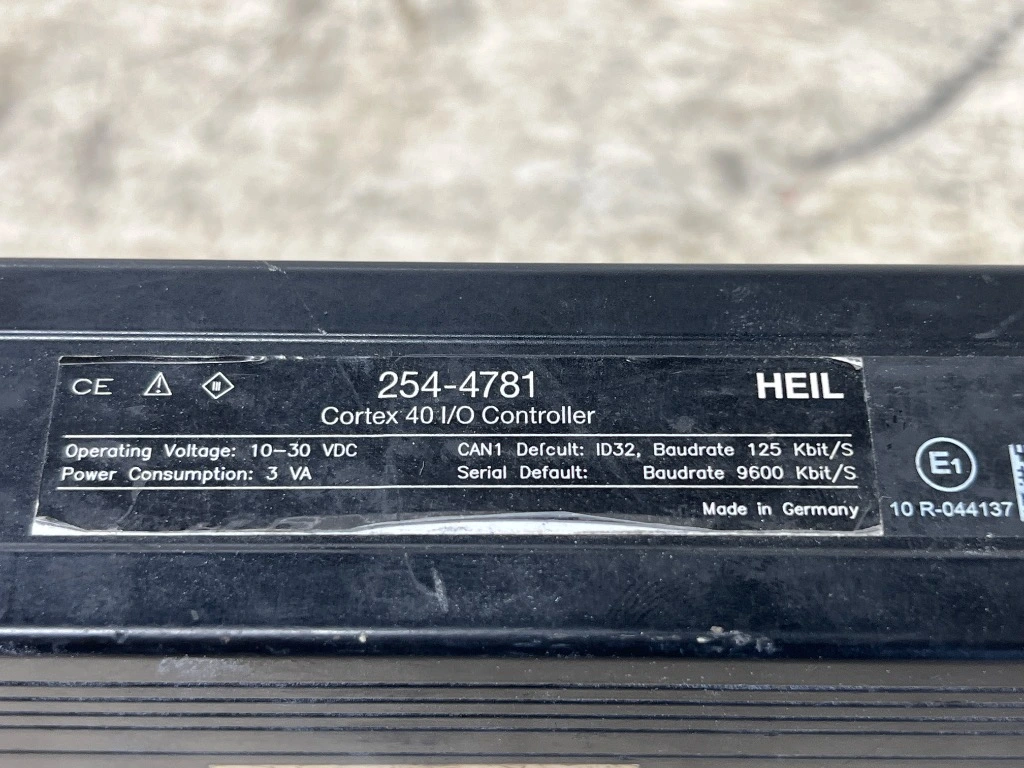 CE 254-4781 HEIL
Cortex 40 I/O Controller
Operating Voltage: 10-30 VDC CAN1 Defcult: ID32, Baudrate 125 Kbit/S
Power Consumption: 3 VA Serial Default: Baudrate 9600 Kbit/S
Made in Germany
E1
10 R-044137